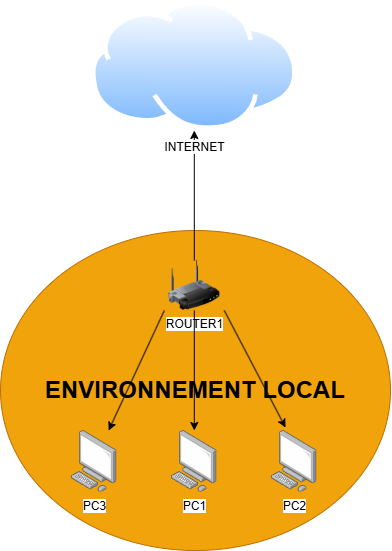 INTERNET
ROUTER1
ENVIRONNEMENT LOCAL
PC3
PC1
PC2